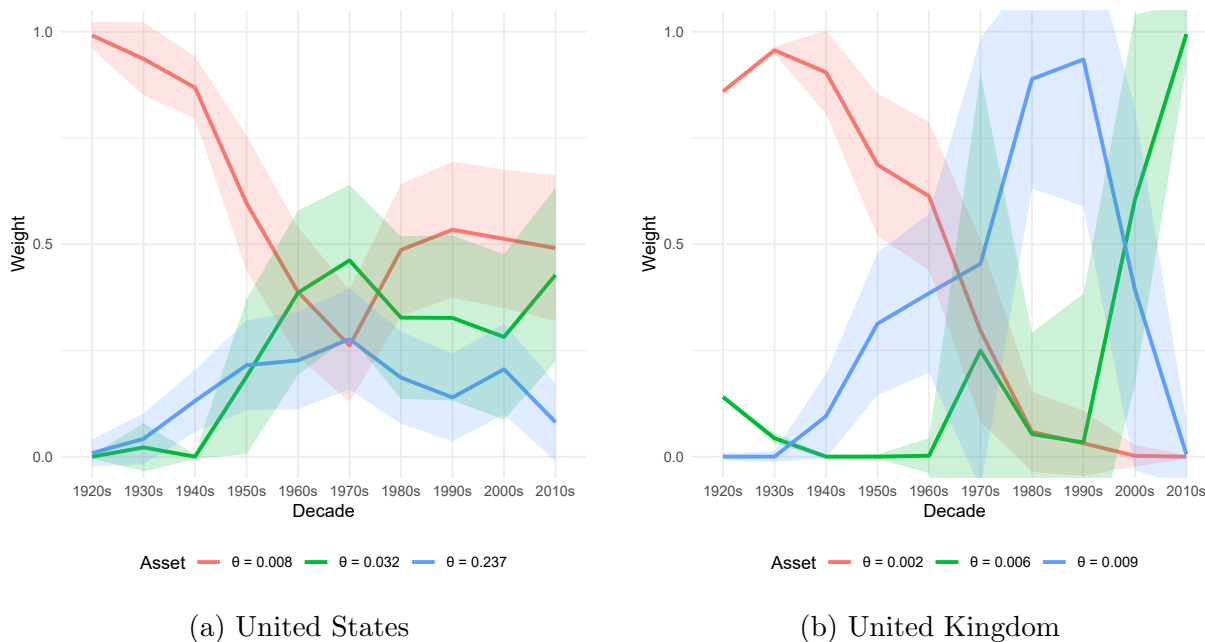 1.0
0.5
0.0
Weight
1920s 1930s 1940s 1950s 1960s 1970s 1980s 1990s 2000s 2010s
Decade
Asset θ = 0.008 θ = 0.032 θ = 0.237
(a) United States
1.0
0.5
0.0
Weight
1920s 1930s 1940s 1950s 1960s 1970s 1980s 1990s 2000s 2010s
Decade
Asset θ = 0.002 θ = 0.006 θ = 0.009
(b) United Kingdom